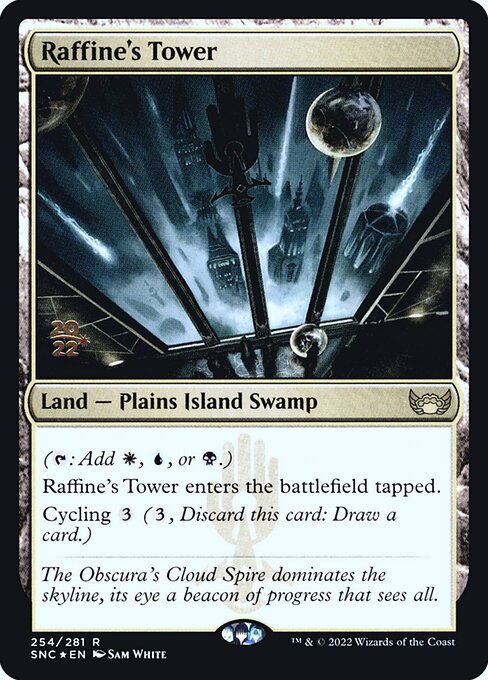 Raffine's Tower
20
22
Land — Plains Island Swamp
(: Add , , or .)
Raffine's Tower enters the battlefield tapped.
Cycling 3 (3, Discard this card: Draw a
card.)
The Obscura's Cloud Spire dominates the
skyline, its eye a beacon of progress that sees all.
254/281 R
SNC ★ EN Sam White
™ & © 2022 Wizards of the Coast